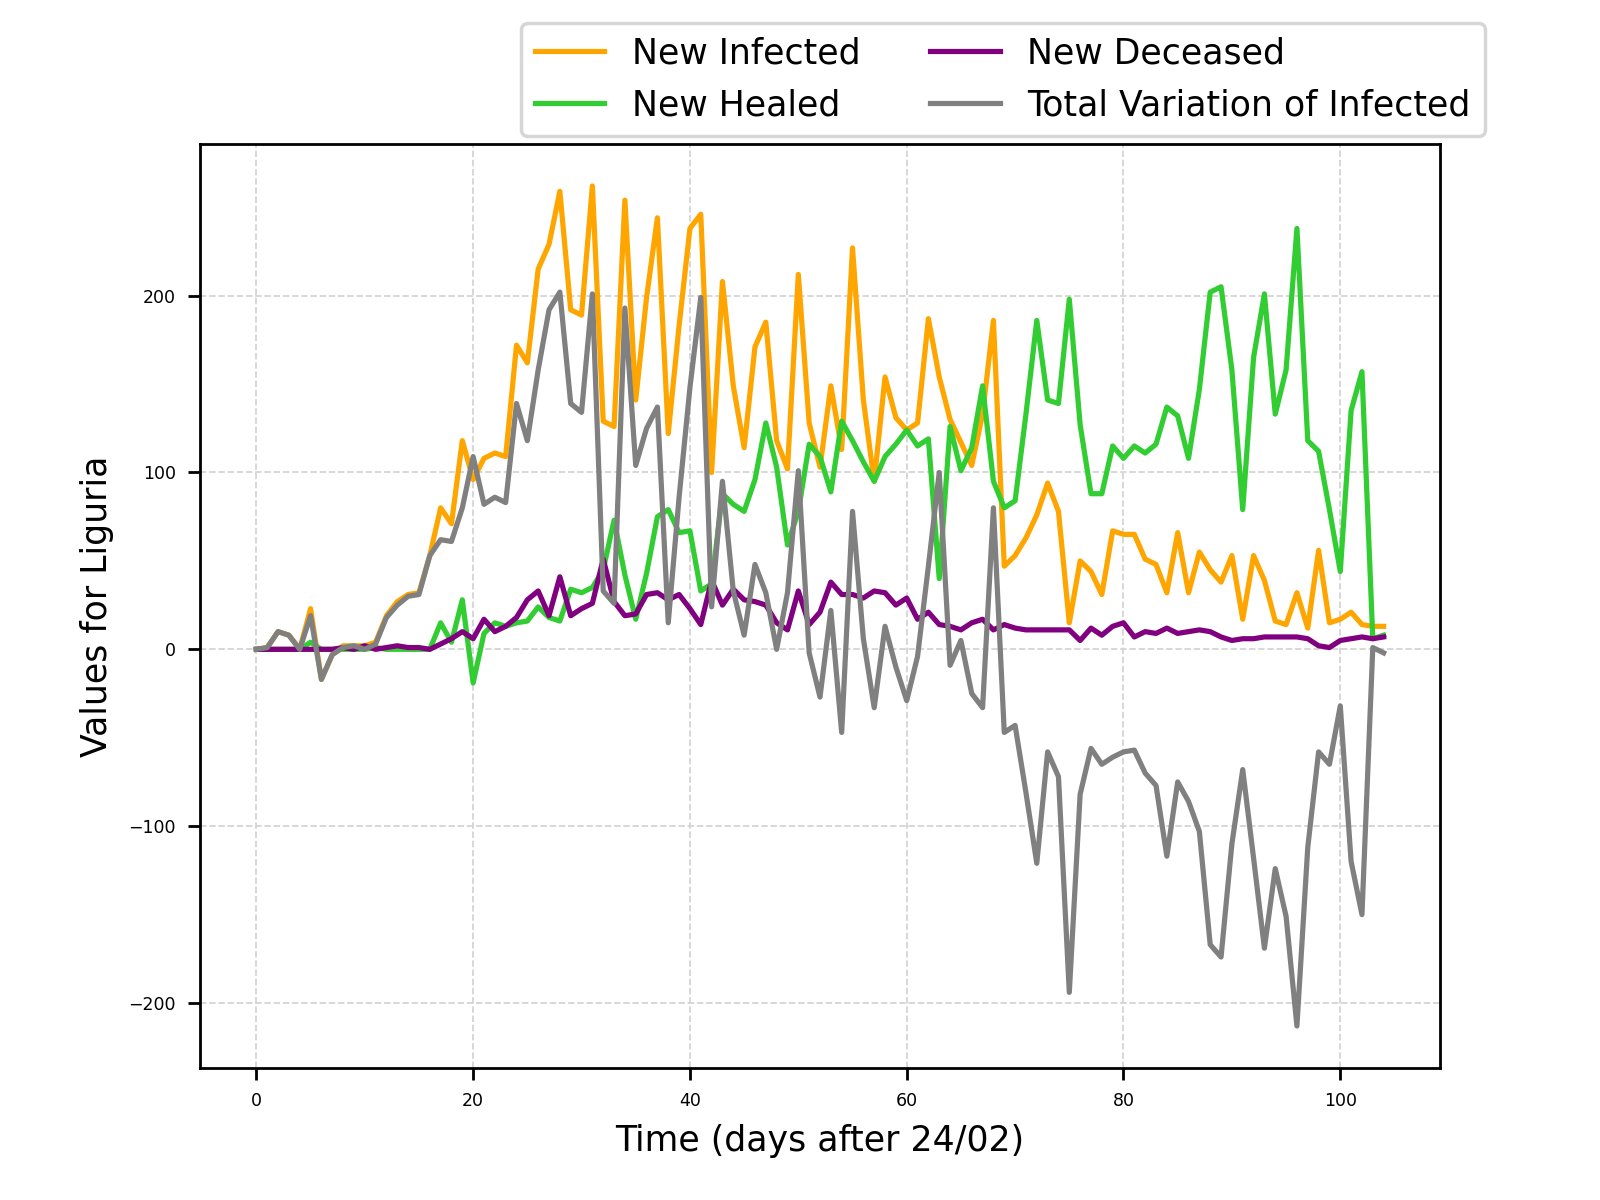 New Infected
New Healed
New Deceased
Total Variation of Infected
Values for Liguria
200
100
0
−100
−200
0 20 40 60 80 100
Time (days after 24/02)